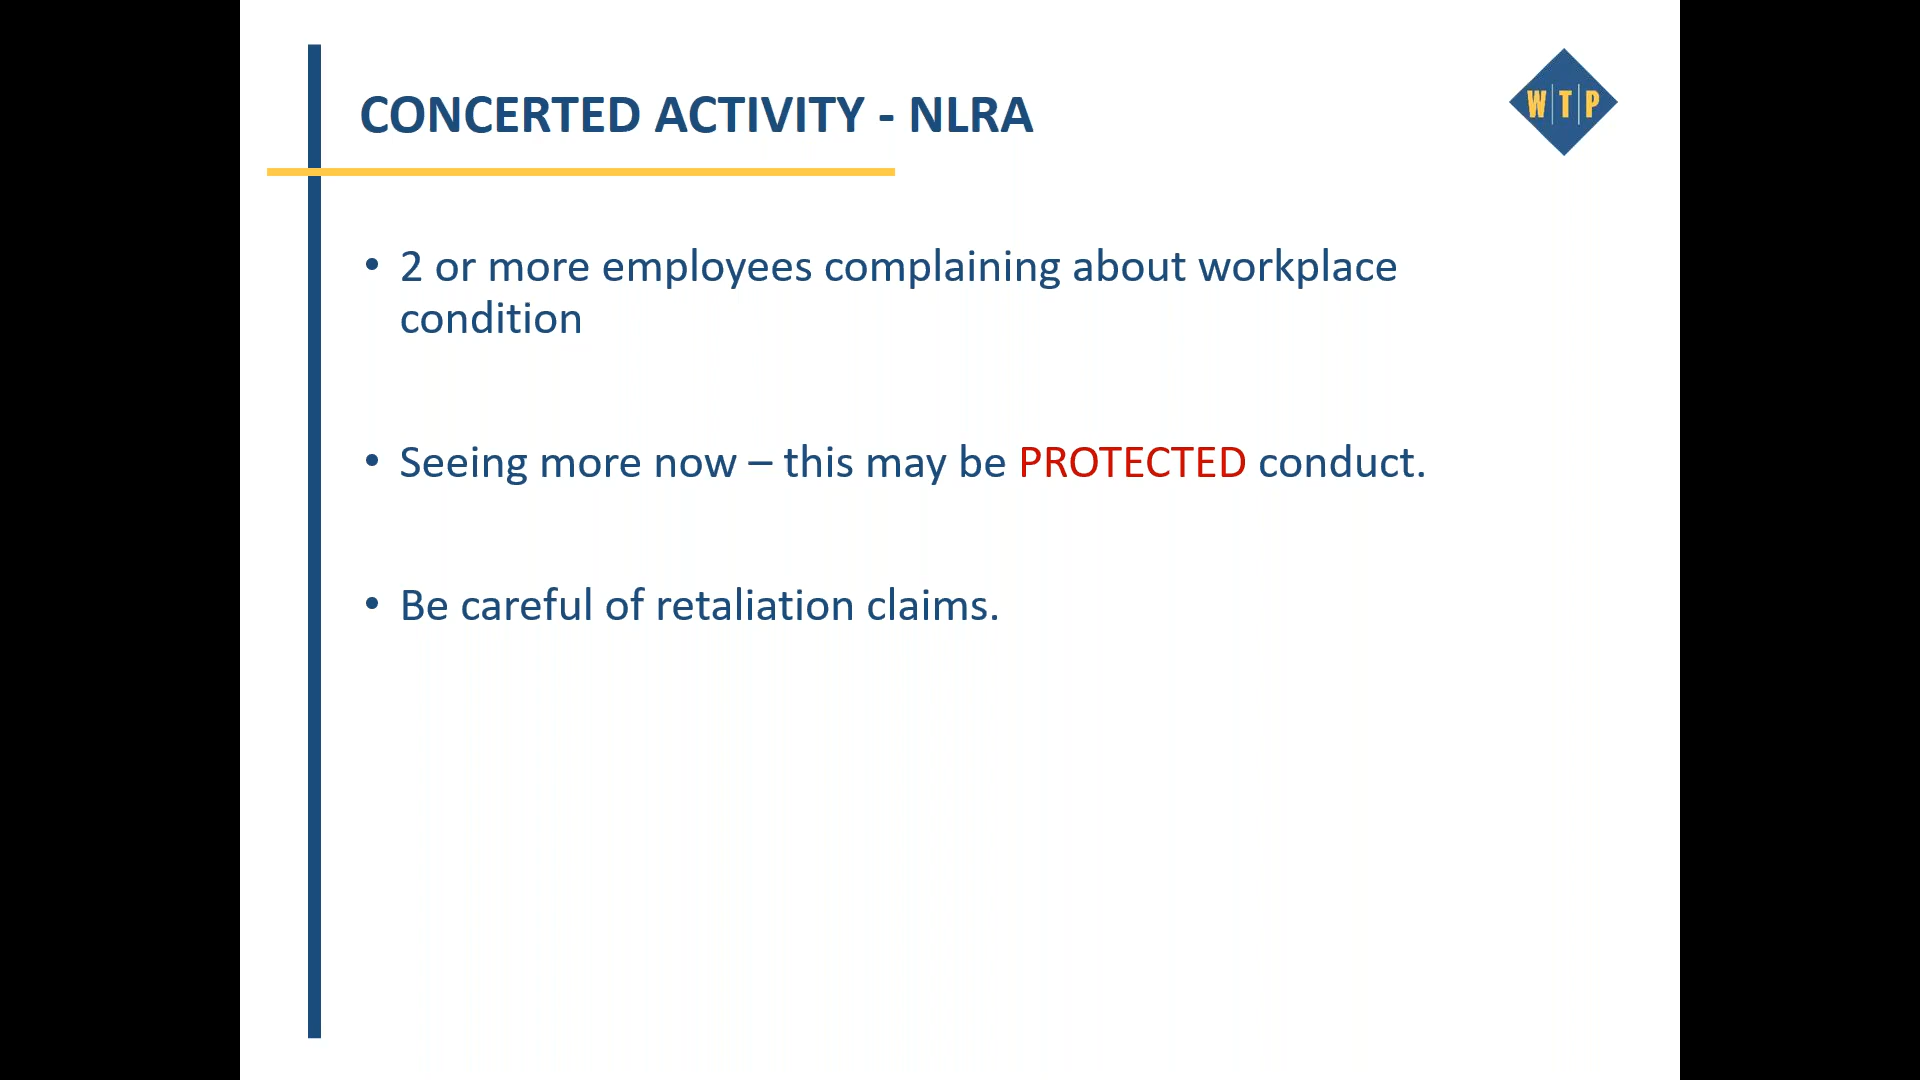 CONCERTED ACTIVITY - NLRA
W|T|P
• 2 or more employees complaining about workplace
condition
• Seeing more now – this may be PROTECTED conduct.
• Be careful of retaliation claims.